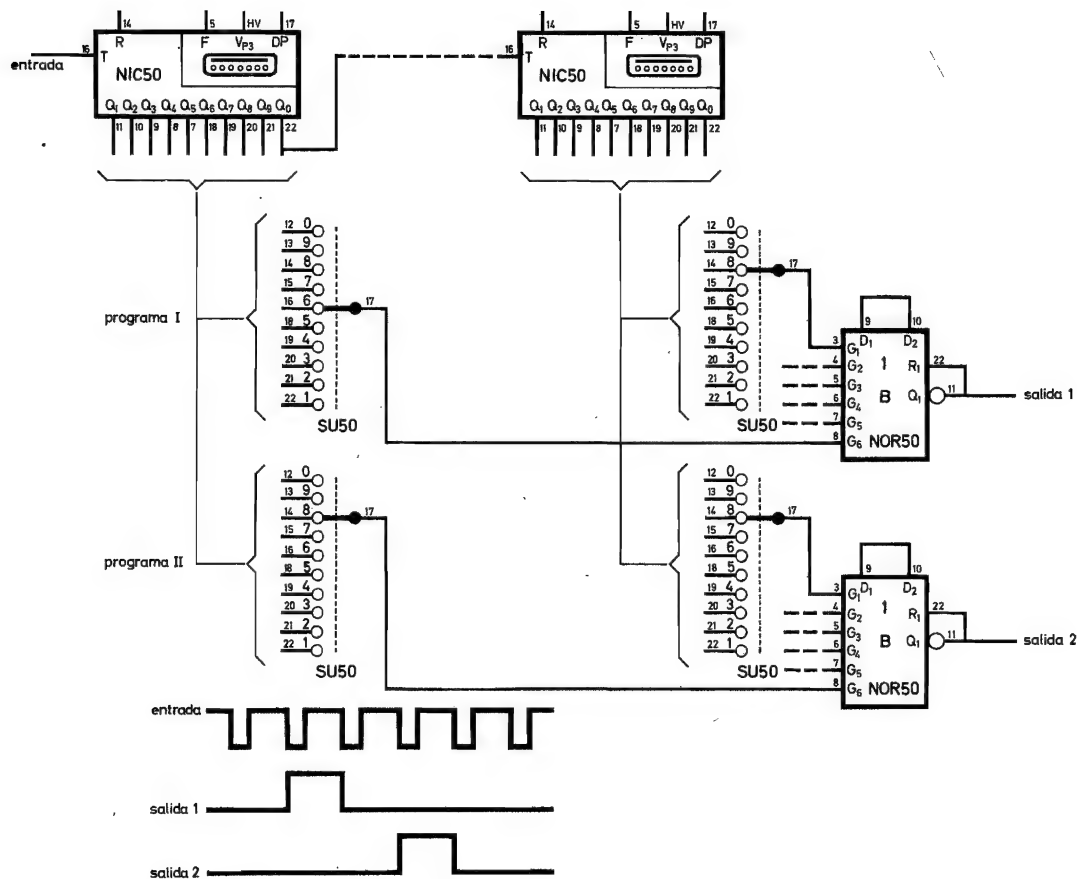 14 5 HV 17 14 5 HV 17
16 R F VP3 DP 16 R F VP3 DP
entrada T NIC50 T NIC50
Q1 Q2 Q3 Q4 Q5 Q6 Q7 Q8 Q9 Q0 Q1 Q2 Q3 Q4 Q5 Q6 Q7 Q8 Q9 Q0
11 10 9 8 7 18 19 20 21 22 11 10 9 8 7 18 19 20 21 22
programa I
12 0
13 9
14 8
15 7
16 6 17
18 5
19 4
20 3
21 2
22 1
SU50
12 0
13 9
14 8 17
15 7
16 6
18 5
19 4
20 3
21 2
22 1
SU50
9 10
D1 D2
3 G1
4 G2 1 R1 22
5 G3
6 G4 B Q1 11 salida 1
7 G5
8 G6 NOR50
programa II
12 0
13 9
14 8 17
15 7
16 6
18 5
19 4
20 3
21 2
22 1
SU50
12 0
13 9
14 8 17
15 7
16 6
18 5
19 4
20 3
21 2
22 1
SU50
9 10
D1 D2
3 G1
4 G2 1 R1 22
5 G3
6 G4 B Q1 11 salida 2
7 G5
8 G6 NOR50
entrada
salida 1
salida 2